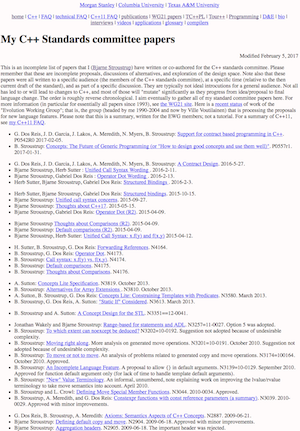 Morgan Stanley | Columbia University | Texas A&M University
home | C++ | FAQ | technical FAQ | C++11 FAQ | publications | WG21 papers | TC++PL | Tour++ | Programming | D&E | bio |
interviews | videos | applications | glossary | compilers
My C++ Standards committee papers
Modified February 5, 2017
This is an incomplete list of papers that I (Bjarne Stroustrup) have written or co-authored for the C++ standards committee. Please
remember that these are incomplete proposals, discussions of alternatives, and exploration of the design space. Note also that these
papers were all written to a specific audience (the members of the C++ standards committee), at a specific time (relative to the then
current draft of the standard), and as part of a specific discussion. They are typically not ideal introductions for a general audience. Not all
has led to or will lead to changes to C++, and most of those will "mutate" significantly as they progress from idea/proposal to final
language change. The order is roughly reverse chronological. I aim eventually to gather all of my standard committee papers here. For
more information (in particular for essentially all papers since 1993), see the WG21 site. Here is a recent status of work of the
"Evolution Working Group", that is, the group (headed by me 1990-2014 and now by Ville Voutilainen) that is processing the proposals
for new language features. Please note that this is a summary, written for the EWG members; not a tutorial. For a summary of C++11,
see my C++11 FAQ.
G. Dos Reis, J. D. Garcia, J. Lakos, A. Meredith, N. Myers, B. Stroustrup: Support for contract based programming in C++.
P0542R0 2017-02-05.
B. Stroustrup: Concepts: The Future of Generic Programming (or "How to design good concepts and use them well)". P0557r1.
2017-01-31.
G. Dos Reis, J. D. Garcia, J. Lakos, A. Meredith, N. Myers, B. Stroustrup: A Contract Design. 2016-5-27.
Bjarne Stroustrup, Herb Sutter: Unified Call Syntax Wording. 2016-2-11.
Bjarne Stroustrup, Gabriel Dos Reis: Operator Dot Wording. 2016-2-13.
Herb Sutter, Bjarne Stroustrup, Gabriel Dos Reis: Structured bindings. 2016-2-3.
Herb Sutter, Bjarne Stroustrup, Gabriel Dos Reis: Structured bindings. 2015-10-15.
Bjarne Stroustrup: Unified call syntax concerns. 2015-09-27.
Bjarne Stroustrup: Thoughts about C++17. 2015-05-15.
Bjarne Stroustrup, Gabriel Dos Reis: Operator Dot (R2). 2015-04-09.
Bjarne Stroustrup: Thoughts about Comparisons (R2). 2015-04-09.
Bjarne Stroustrup: Default comparisons (R2). 2015-04-09.
Bjarne Stroustrup, Herb Sutter: Unified Call Syntax: x.f(y) and f(x,y) 2015-04-12.
H. Sutter, B. Stroustrup, G. Dos Reis: Forwarding References. N4164.
B. Stroustrup, G. Dos Reis: Operator Dot. N4173.
B. Stroustrup: Call syntax: x.f(y) vs. f(x,y). N4174.
B. Stroustrup: Default comparisons. N4175.
B. Stroustrup: Thoughts about Comparisons. N4176.
A. Sutton: Concepts Lite Specification. N3819. October 2013.
B. Stroustrup: Alternatives for Array Extensions. N3810. October 2013.
A. Sutton, B. Stroustrup, G. Dos Reis: Concepts Lite: Constraining Templates with Predicates. N3580. March 2013.
B. Stroustrup, G. Dos Reis, A. Sutton: "Static If" Considered. N3613. March 2013.
B. Stroustrup and A. Sutton: A Concept Design for the STL. N3351==12-0041.
Jonathan Wakely and Bjarne Stroustrup: Range-based for statements and ADL. N3257=11-0027. Option 5 was adopted.
B. Stroustrup: To which extent can noexcept be deduced? N3202=10-0192. October 2010. Suggestion not adopted because of undesirable
complexity.
B. Stroustrup: Moving right along. More analysis on generated move operations. N3201=10-0191. October 2010. Suggestion not
adopted because of undesirable complexity.
B. Stroustrup: To move or not to move. An analysis of problems related to generated copy and move operations. N3174=100164.
October 2010. Approved.
B. Stroustrup: An Incomplete Language Feature. A proposal to allow {} in default arguments. N3139=10-0129. September 2010.
Approved for function default argument only (for lack of time to handle template default arguments).
B. Stroustrup: "New" Value Terminology: An informal, unnumbered, note explaining work on improving the lvalue/rvalue
terminology to take move semantics into account. April 2010.
B. Stroustrup and L. Crowl: Defining Move Special Member Functions. N3044. 2010-0034. Approved.
B. Stroustrup, A. Meredith, and G. Dos Reis: Constexpr functions with const reference parameters (a summary). N3039. 2010-
0029. Approved with minor improvements.
G. Dos Reis, B. Stroustrup, A. Meredith: Axioms: Semantics Aspects of C++ Concepts. N2887. 2009-06-21.
Bjarne Stroustrup: Defining default copy and move. N2904. 2009-06-18. Approved with minor improvements.
Bjarne Stroustrup: Aggregation headers. N2905. 2009-06-18. The important header was rejected.